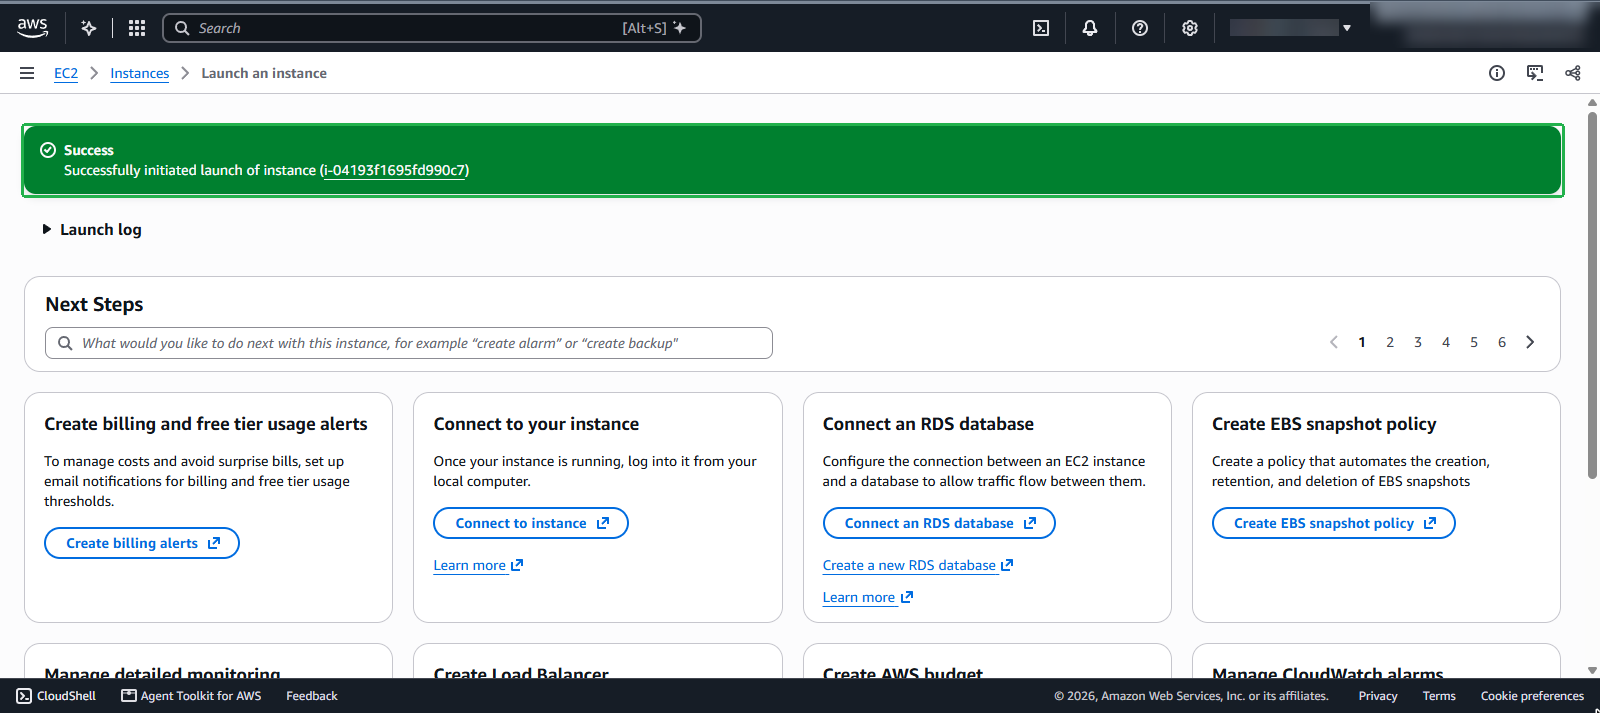 aws
Search
[Alt+S]
EC2
Instances
Launch an instance
Success
Successfully initiated launch of instance (i-04193f1695fd990c7)
Launch log
Next Steps
What would you like to do next with this instance, for example “create alarm” or “create backup”
1 2 3 4 5 6
Create billing and free tier usage alerts
To manage costs and avoid surprise bills, set up
email notifications for billing and free tier usage
thresholds.
Create billing alerts
Connect to your instance
Once your instance is running, log into it from your
local computer.
Connect to instance
Learn more
Connect an RDS database
Configure the connection between an EC2 instance
and a database to allow traffic flow between them.
Connect an RDS database
Create a new RDS database
Learn more
Create EBS snapshot policy
Create a policy that automates the creation,
retention, and deletion of EBS snapshots
Create EBS snapshot policy
Manage detailed monitoring
Create Load Balancer
Create AWS budget
Manage CloudWatch alarms
CloudShell
Agent Toolkit for AWS
Feedback
© 2026, Amazon Web Services, Inc. or its affiliates.
Privacy
Terms
Cookie preferences